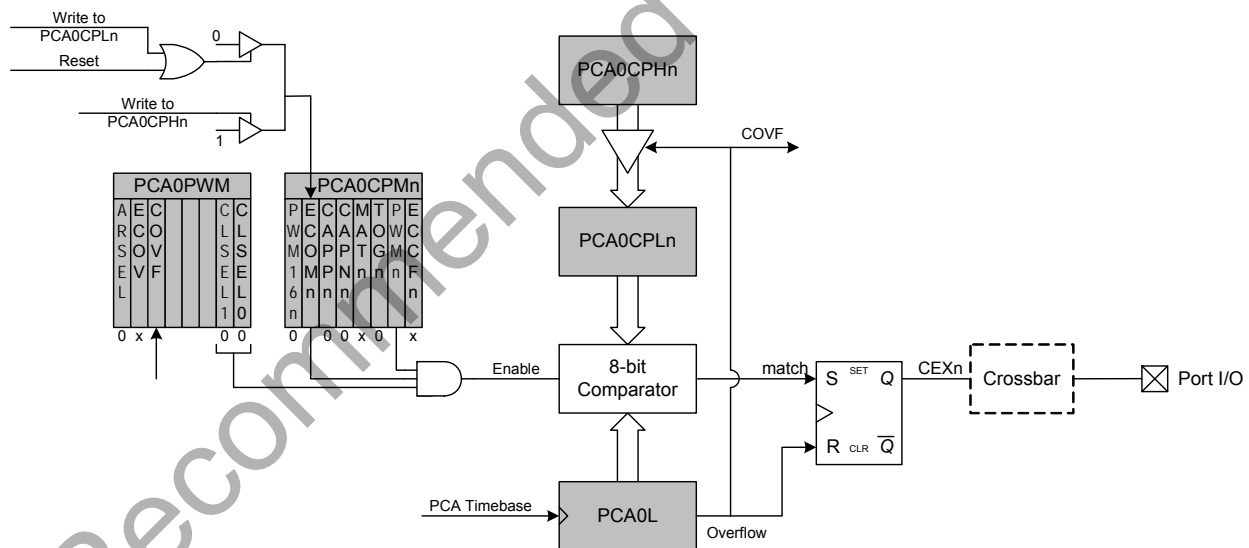 Write to
PCA0CPLn
Reset
0
Write to
PCA0CPHn
1
PCA0PWM
ARSEL
ECOV
COVF
CLSEL1
CLSEL0
0 x 0 0
PCA0CPMn
PWM16n
ECOMn
CAPPn
CAPNn
MATn
TOGn
PWMn
ECCFn
0 0 0 x 0 x
Enable
PCA0CPHn
COVF
PCA0CPLn
8-bit
Comparator
match
S SET Q
R CLR Q
CEXn
Crossbar
Port I/O
PCA Timebase
PCA0L
Overflow
Recommended